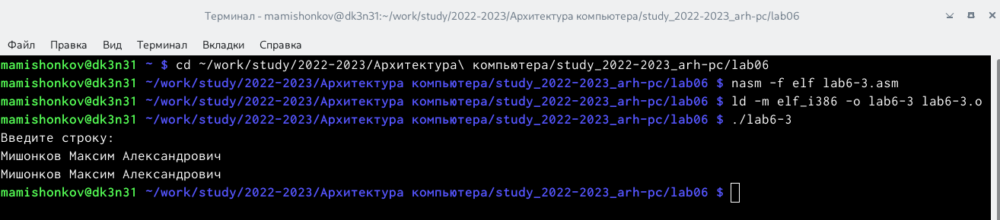 Терминал - mamishonkov@dk3n31:~/work/study/2022-2023/Архитектура компьютера/study_2022-2023_arh-pc/lab06
Файл Правка Вид Терминал Вкладки Справка
mamishonkov@dk3n31 ~ $ cd ~/work/study/2022-2023/Архитектура\ компьютера/study_2022-2023_arh-pc/lab06
mamishonkov@dk3n31 ~/work/study/2022-2023/Архитектура компьютера/study_2022-2023_arh-pc/lab06 $ nasm -f elf lab6-3.asm
mamishonkov@dk3n31 ~/work/study/2022-2023/Архитектура компьютера/study_2022-2023_arh-pc/lab06 $ ld -m elf_i386 -o lab6-3 lab6-3.o
mamishonkov@dk3n31 ~/work/study/2022-2023/Архитектура компьютера/study_2022-2023_arh-pc/lab06 $ ./lab6-3
Введите строку:
Мишонков Максим Александрович
Мишонков Максим Александрович
mamishonkov@dk3n31 ~/work/study/2022-2023/Архитектура компьютера/study_2022-2023_arh-pc/lab06 $